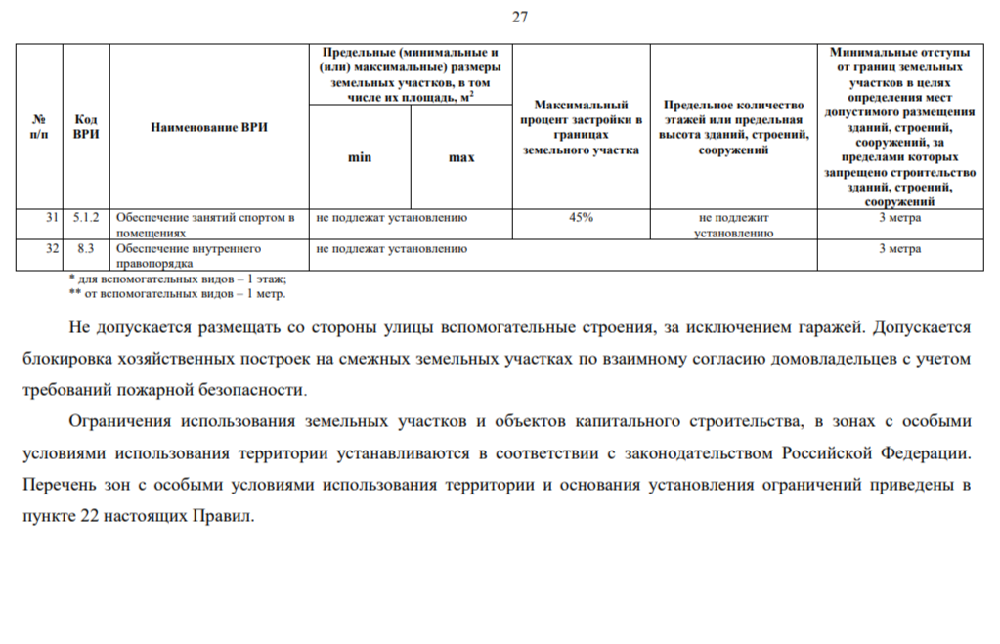 27
№
п/п
Код
ВРИ
Наименование ВРИ
Предельные (минимальные и
(или) максимальные) размеры
земельных участков, в том
числе их площадь, м²
min
max
Максимальный
процент застройки в
границах
земельного участка
Предельное количество
этажей или предельная
высота зданий, строений,
сооружений
Минимальные отступы
от границ земельных
участков в целях
определения мест
допустимого размещения
зданий, строений,
сооружений, за
пределами которых
запрещено строительство
зданий, строений,
сооружений
31 5.1.2 Обеспечение занятий спортом в не подлежат установлению 45% не подлежит 3 метра
помещениях установлению
32 8.3 Обеспечение внутреннего не подлежат установлению 3 метра
правопорядка
* для вспомогательных видов – 1 этаж;
** от вспомогательных видов – 1 метр.
Не допускается размещать со стороны улицы вспомогательные строения, за исключением гаражей. Допускается
блокировка хозяйственных построек на смежных земельных участках по взаимному согласию домовладельцев с учетом
требований пожарной безопасности.
Ограничения использования земельных участков и объектов капитального строительства, в зонах с особыми
условиями использования территории устанавливаются в соответствии с законодательством Российской Федерации.
Перечень зон с особыми условиями использования территории и основания установления ограничений приведены в
пункте 22 настоящих Правил.